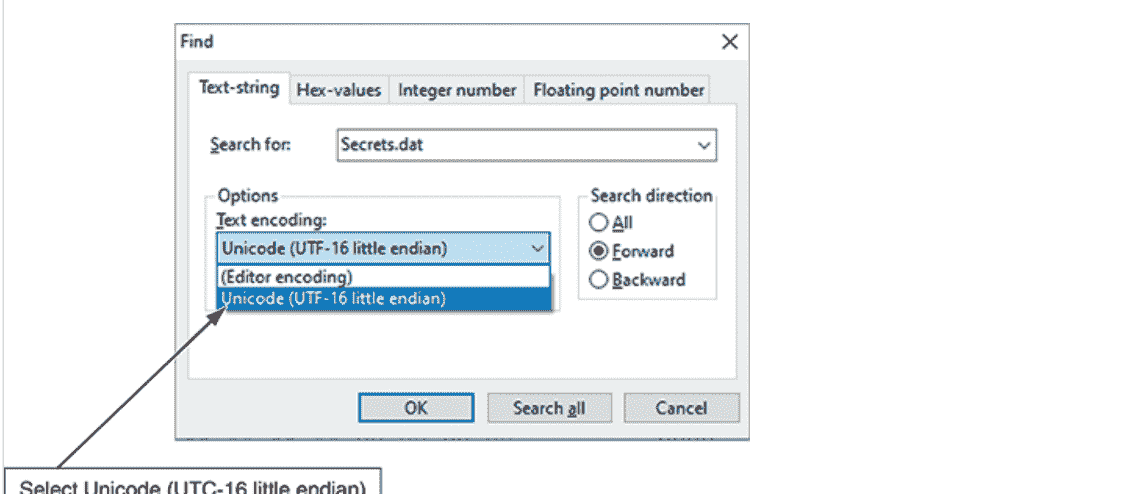 Find
Text-string Hex-values Integer number Floating point number
Search for: Secrets.dat
Options
Text encoding:
Unicode (UTF-16 little endian)
(Editor encoding)
Unicode (UTF-16 little endian)
Search direction
All
Forward
Backward
OK Search all Cancel
Select Unicode (UTC-16 little endian)